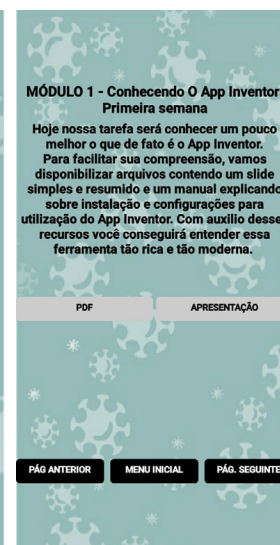 MÓDULO 1 - Conhecendo O App Inventor
Primeira semana
Hoje nossa tarefa será conhecer um pouco
melhor o que de fato é o App Inventor.
Para facilitar sua compreensão, vamos
disponibilizar arquivos contendo um slide
simples e resumido e um manual explicando
sobre instalação e configurações para
utilização do App Inventor. Com auxilio desse
recursos você conseguirá entender essa
ferramenta tão rica e tão moderna.
PDF APRESENTAÇÃO
PÁG ANTERIOR MENU INICIAL PÁG. SEGUINTE